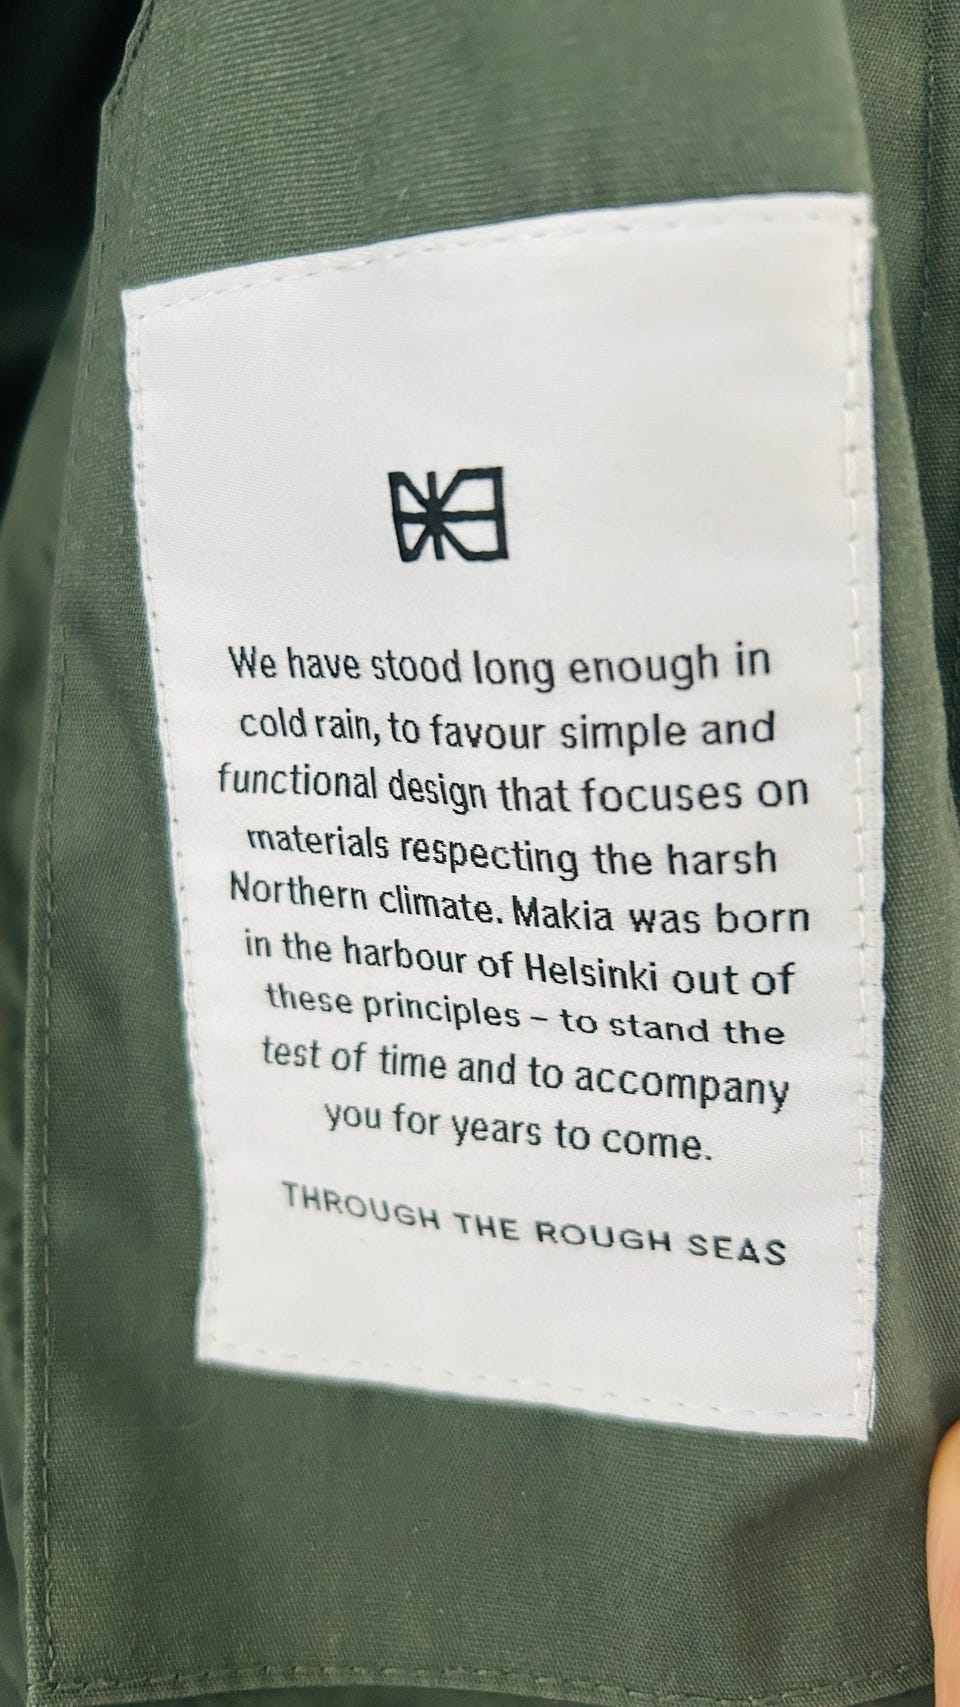 We have stood long enough in
cold rain, to favour simple and
functional design that focuses on
materials respecting the harsh
Northern climate. Makia was born
in the harbour of Helsinki out of
these principles – to stand the
test of time and to accompany
you for years to come.
THROUGH THE ROUGH SEAS